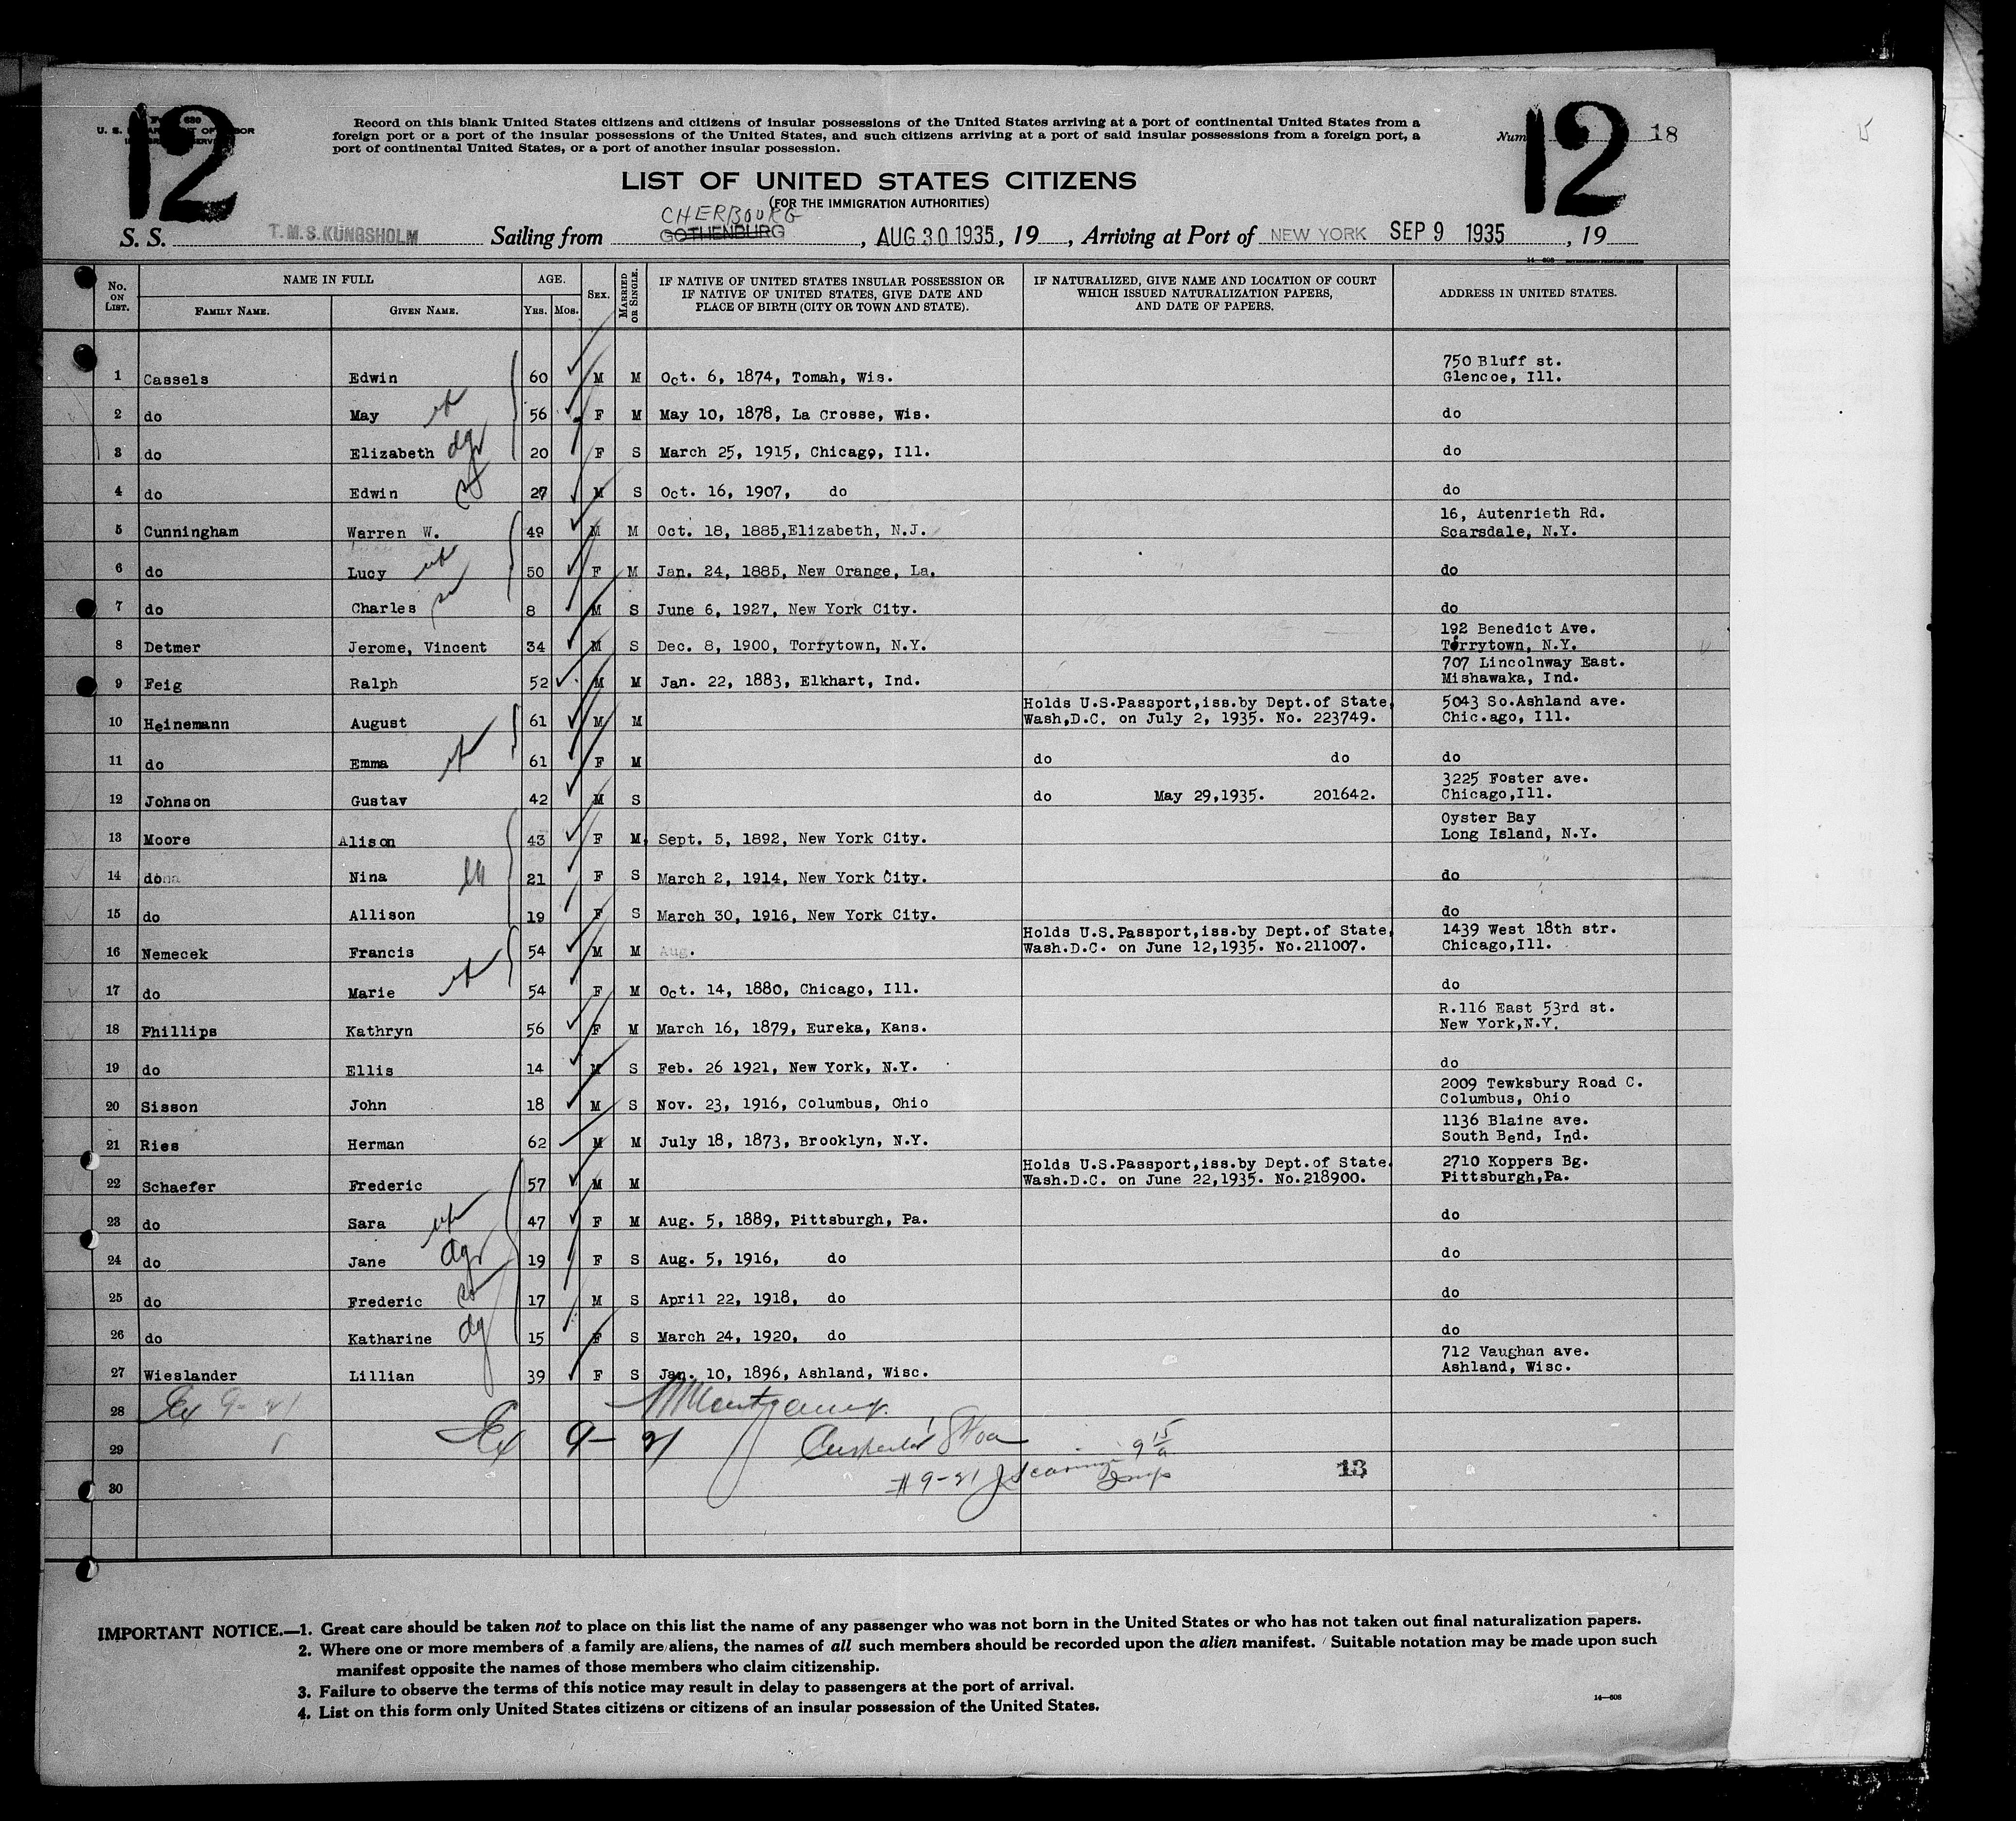 12
12
Record on this blank United States citizens and citizens of insular possessions of the United States arriving at a port of continental United States from a
foreign port or a port of the insular possessions of the United States, and such citizens arriving at a port of said insular possessions from a foreign port, a
port of continental United States, or a port of another insular possession.
18
LIST OF UNITED STATES CITIZENS
(FOR THE IMMIGRATION AUTHORITIES)
CHERBOURG
S. S. T.M.S. KUNGSHOLM Sailing from GOTHENBURG, AUG 30 1935, 19 , Arriving at Port of NEW YORK SEP 9 1935, 19
No. ON LIST. NAME IN FULL AGE. SEX. MARRIED OR SINGLE. IF NATIVE OF UNITED STATES INSULAR POSSESSION OR IF NATIVE OF UNITED STATES, GIVE DATE AND PLACE OF BIRTH (CITY OR TOWN AND STATE). IF NATURALIZED, GIVE NAME AND LOCATION OF COURT WHICH ISSUED NATURALIZATION PAPERS, AND DATE OF PAPERS. ADDRESS IN UNITED STATES.
FAMILY NAME. GIVEN NAME. YRS. MOS.
750 Bluff st.
1 Cassels Edwin 60 M M Oct. 6, 1874, Tomah, Wis. Glencoe, Ill.
2 do May wf 56 F M May 10, 1878, La Crosse, Wis. do
3 do Elizabeth dgr 20 F S March 25, 1915, Chicago, Ill. do
4 do Edwin 27 M S Oct. 16, 1907, do do
16, Autenrieth Rd.
5 Cunningham Warren W. 49 M M Oct. 18, 1885,Elizabeth, N.J. Scarsdale, N.Y.
6 do Lucy wf 50 F M Jan. 24, 1885, New Orange, La. do
7 do Charles 8 M S June 6, 1927, New York City. do
192 Benedict Ave.
8 Detmer Jerome, Vincent 34 M S Dec. 8, 1900, Torrytown, N.Y. Torrytown, N.Y.
707 Lincolnway East.
9 Feig Ralph 52 M M Jan. 22, 1883, Elkhart, Ind. Mishawaka, Ind.
Holds U.S.Passport,iss.by Dept.of State, 5043 So.Ashland ave.
10 Heinemann August 61 M M Wash,D.C. on July 2, 1935. No. 223749. Chic.ago, Ill.
11 do Emma wf 61 F M do do do
3225 Foster ave.
12 Johnson Gustav 42 M S do May 29,1935. 201642. Chicago,Ill.
Oyster Bay
13 Moore Alison 43 F M Sept. 5, 1892, New York City. Long Island, N.Y.
14 do Nina 21 F S March 2, 1914, New York City. do
15 do Allison 19 F S March 30, 1916, New York City. do
Holds U.S.Passport,iss.by Dept.of State, 1439 West 18th str.
16 Nemecek Francis 54 M M Aug. Wash.D.C. on June 12,1935. No.211007. Chicago,Ill.
17 do Marie wf 54 F M Oct. 14, 1880, Chicago, Ill. do
R.116 East 53rd st.
18 Phillips Kathryn 56 F M March 16, 1879, Eureka, Kans. New York,N.Y.
19 do Ellis 14 M S Feb. 26 1921, New York, N.Y. do
2009 Tewksbury Road C.
20 Sisson John 18 M S Nov. 23, 1916, Columbus, Ohio Columbus, Ohio
1136 Blaine ave.
21 Ries Herman 62 M M July 18, 1873, Brooklyn, N.Y. South Bend, Ind.
Holds U.S.Passport,iss.by Dept.of State. 2710 Koppers Bg.
22 Schaefer Frederic 57 M M Wash.D.C. on June 22,1935. No.218900. Pittsburgh,Pa.
23 do Sara wf 47 F M Aug. 5, 1889, Pittsburgh, Pa. do
24 do Jane dgr 19 F S Aug. 5, 1916, do do
25 do Frederic 17 M S April 22, 1918, do do
26 do Katharine dg 15 F S March 24, 1920, do do
712 Vaughan ave.
27 Wieslander Lillian 39 F S Jan. 10, 1896, Ashland, Wisc. Ashland, Wisc.
28
29
30
13
IMPORTANT NOTICE.—1. Great care should be taken not to place on this list the name of any passenger who was not born in the United States or who has not taken out final naturalization papers.
2. Where one or more members of a family are aliens, the names of all such members should be recorded upon the alien manifest. Suitable notation may be made upon such
manifest opposite the names of those members who claim citizenship.
3. Failure to observe the terms of this notice may result in delay to passengers at the port of arrival.
4. List on this form only United States citizens or citizens of an insular possession of the United States.
14—608